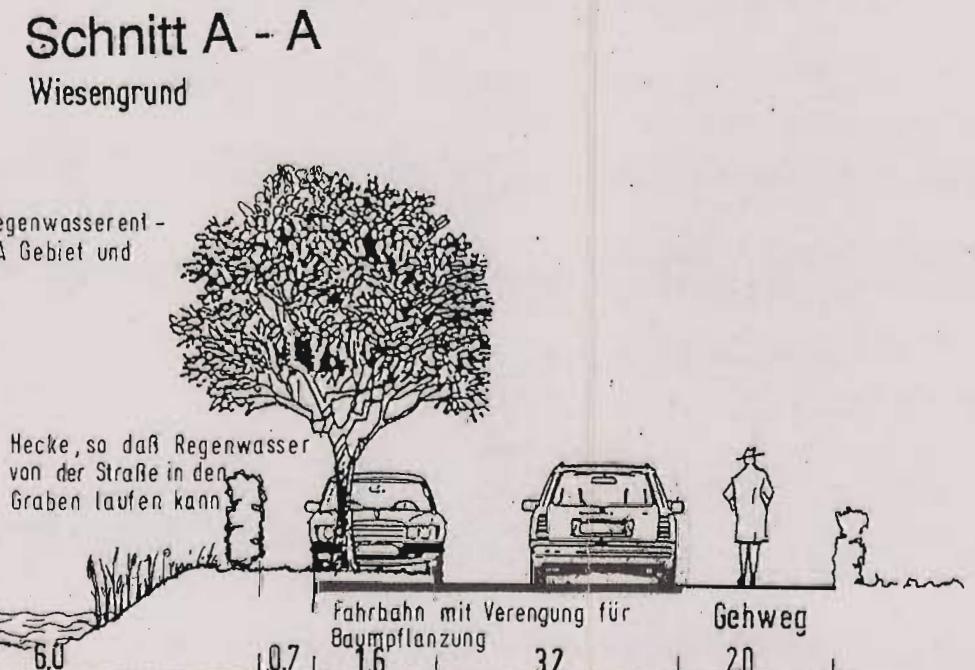 Schnitt A - A
Wiesengrund
egenwasserent-
A Gebiet und
Hecke, so daß Regenwasser
von der Straße in den
Graben laufen kann
Fahrbahn mit Verengung für
Baumpflanzung
Gehweg
6.0 0.7 1.6 3.2 2.0